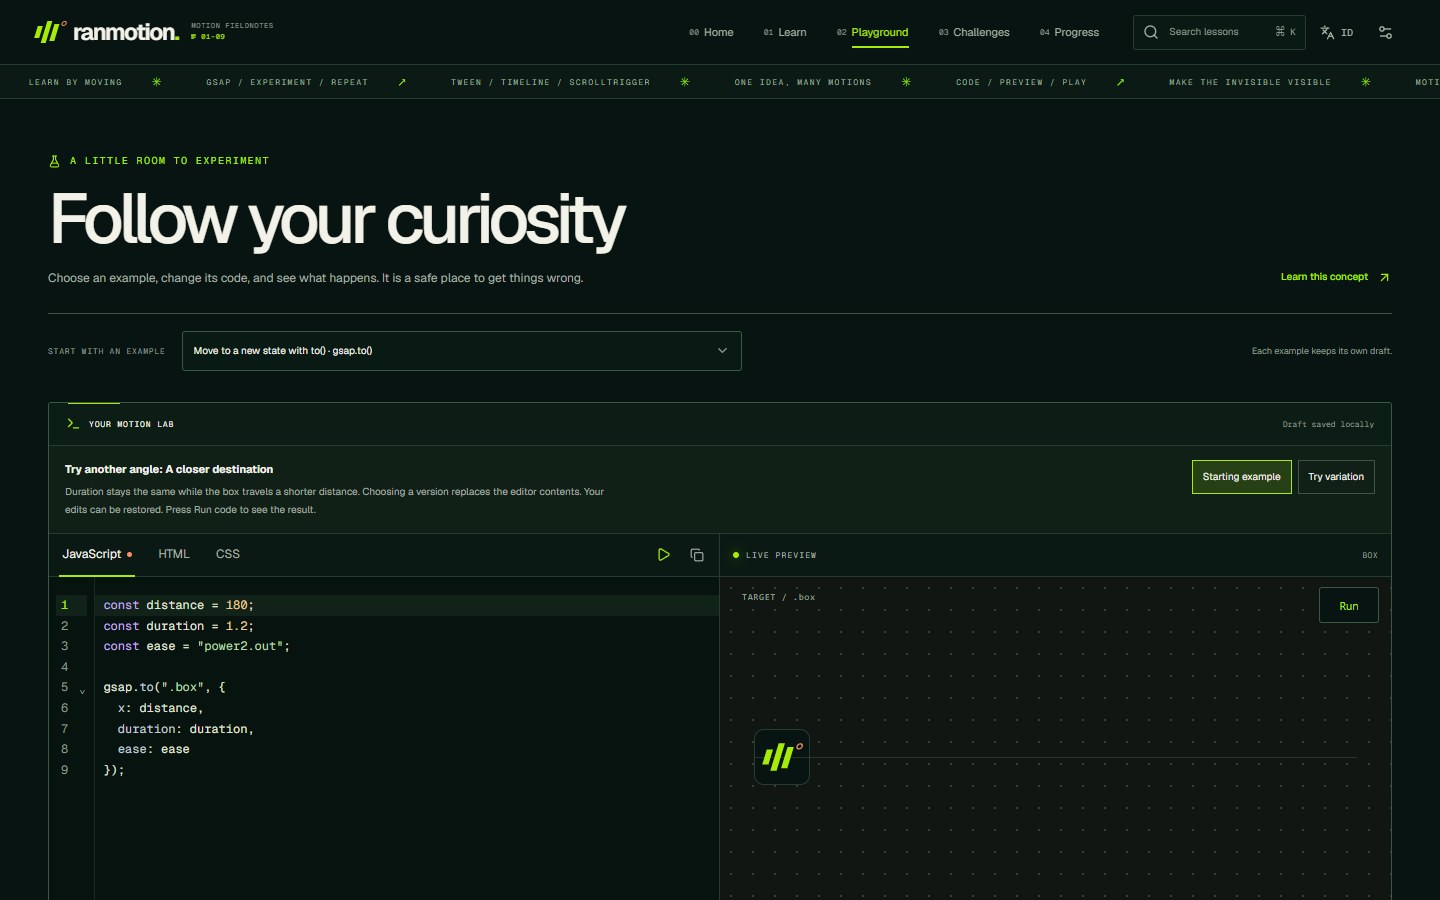 ranmotion.
MOTION FIELDNOTES
01-09
00 Home
01 Learn
02 Playground
03 Challenges
04 Progress
Search lessons
⌘ K
ID
LEARN BY MOVING ✳ GSAP / EXPERIMENT / REPEAT ↗ TWEEN / TIMELINE / SCROLLTRIGGER ✳ ONE IDEA, MANY MOTIONS ✳ CODE / PREVIEW / PLAY ↗ MAKE THE INVISIBLE VISIBLE ✳ MOTI
A LITTLE ROOM TO EXPERIMENT
Follow your curiosity
Choose an example, change its code, and see what happens. It is a safe place to get things wrong.
Learn this concept
START WITH AN EXAMPLE
Move to a new state with to() · gsap.to()
Each example keeps its own draft.
YOUR MOTION LAB
Draft saved locally
Try another angle: A closer destination
Duration stays the same while the box travels a shorter distance. Choosing a version replaces the editor contents. Your
edits can be restored. Press Run code to see the result.
Starting example
Try variation
JavaScript
HTML
CSS
LIVE PREVIEW
BOX
1 const distance = 180;
2 const duration = 1.2;
3 const ease = "power2.out";
4
5 gsap.to(".box", {
6   x: distance,
7   duration: duration,
8   ease: ease
9 });
TARGET / .box
Run